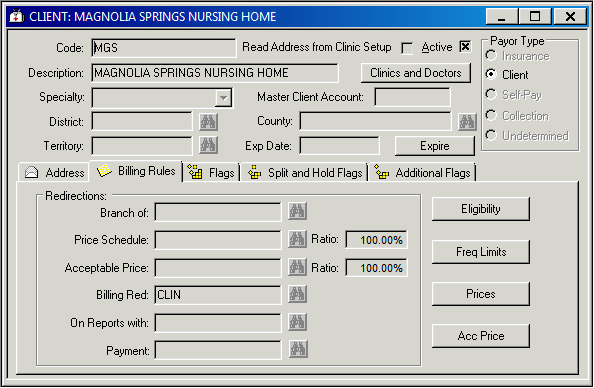 CLIENT: MAGNOLIA SPRINGS NURSING HOME
Code: MGS Read Address from Clinic Setup Active
Payor Type
Insurance
Description: MAGNOLIA SPRINGS NURSING HOME Clinics and Doctors
Client
Specialty: Master Client Account:
Self-Pay
District: County:
Collection
Territory: Exp Date: Expire
Undetermined
Address Billing Rules Flags Split and Hold Flags Additional Flags
Redirections:
Branch of: Eligibility
Price Schedule: Ratio: 100.00% Freq Limits
Acceptable Price: Ratio: 100.00%
Billing Red: CLIN Prices
On Reports with: Acc Price
Payment: